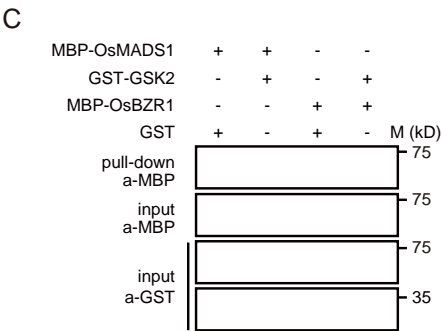 C
MBP-OsMADS1 + + - -
GST-GSK2 - + - +
MBP-OsBZR1 - - + +
GST + - + - M (kD)
pull-down
a-MBP
75
input
a-MBP
75
input
a-GST
75
35